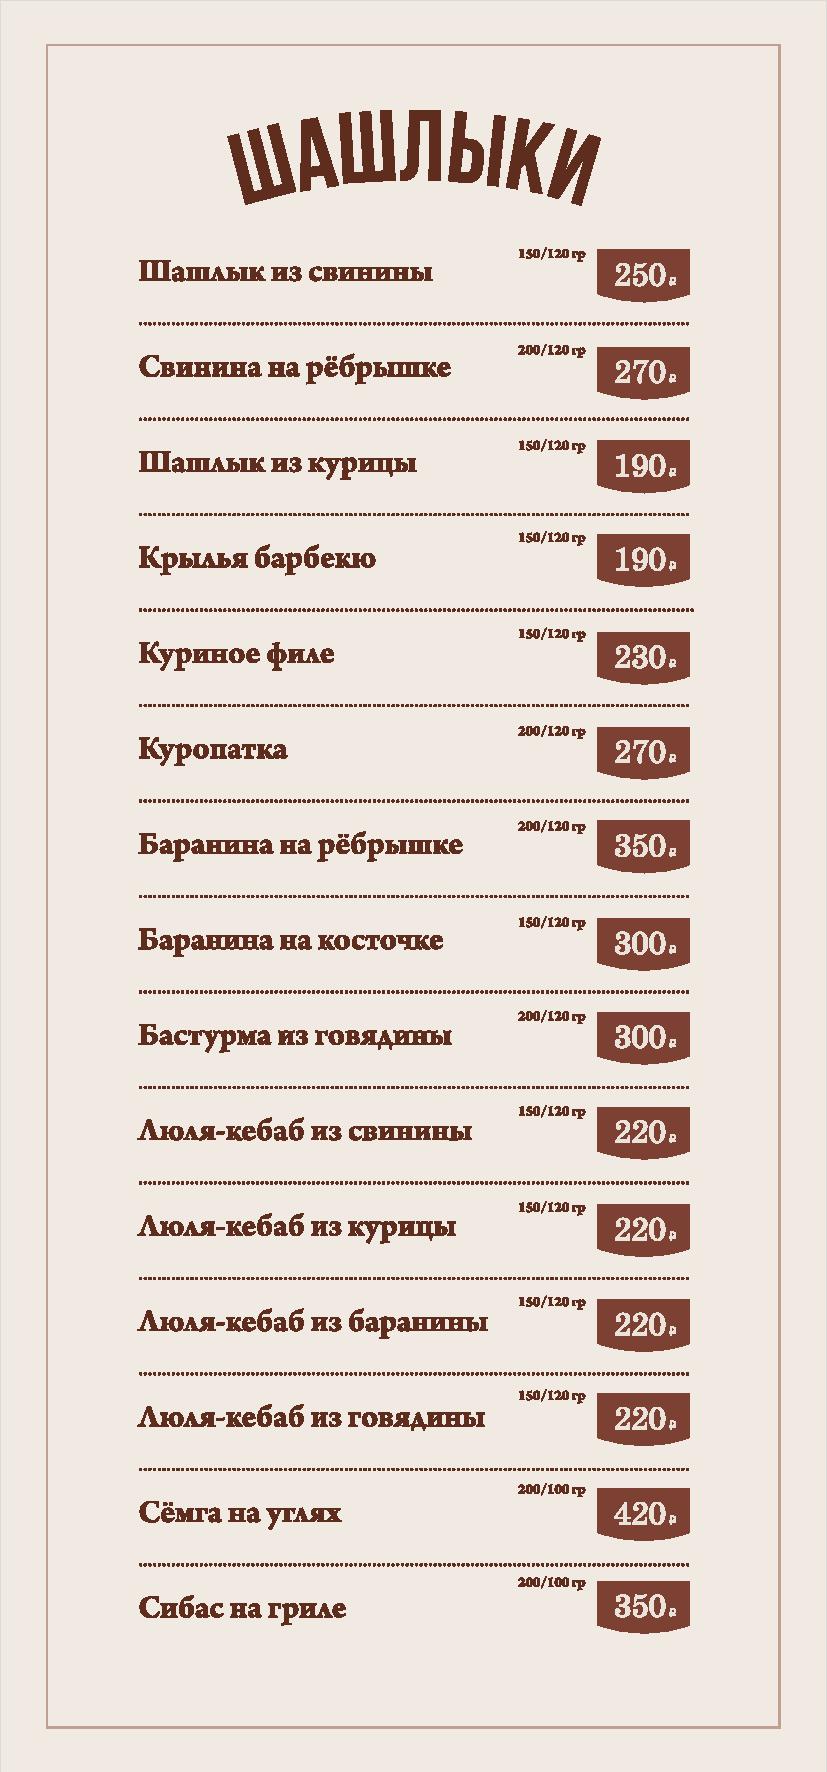 ШАШЛЫКИ
Шашлык из свинины 150/120 гр 250 ₽
Свинина на рёбрышке 200/120 гр 270 ₽
Шашлык из курицы 150/120 гр 190 ₽
Крылья барбекю 150/120 гр 190 ₽
Куриное филе 150/120 гр 230 ₽
Куропатка 200/120 гр 270 ₽
Баранина на рёбрышке 200/120 гр 350 ₽
Баранина на косточке 150/120 гр 300 ₽
Бастурма из говядины 200/120 гр 300 ₽
Люля-кебаб из свинины 150/120 гр 220 ₽
Люля-кебаб из курицы 150/120 гр 220 ₽
Люля-кебаб из баранины 150/120 гр 220 ₽
Люля-кебаб из говядины 150/120 гр 220 ₽
Сёмга на углях 200/100 гр 420 ₽
Сибас на гриле 200/100 гр 350 ₽